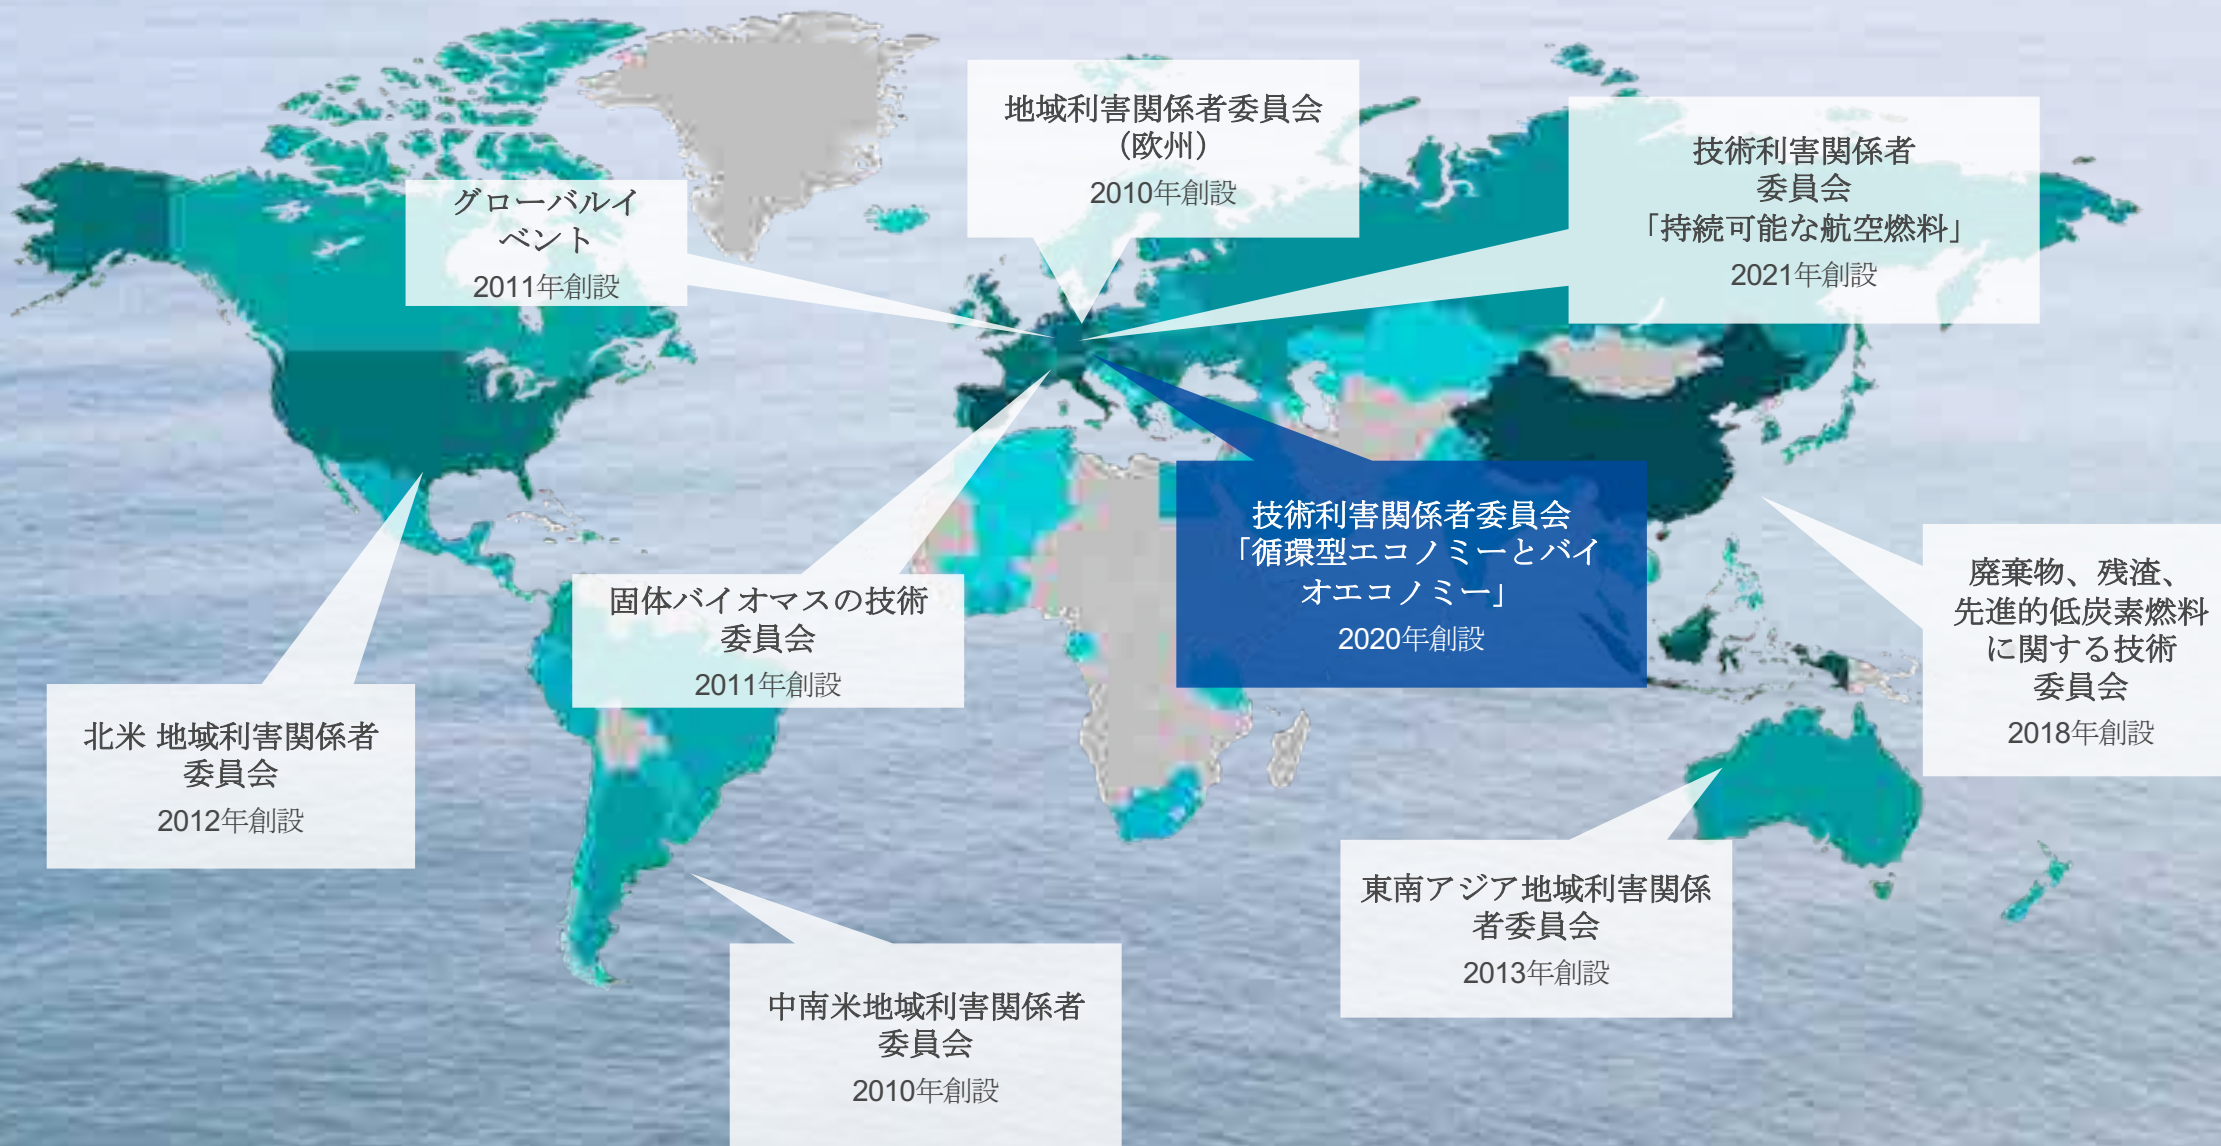 地域利害関係者委員会
（欧州）
2010年創設
技術利害関係者
委員会
「持続可能な航空燃料」
2021年創設
グローバルイ
ベント
2011年創設
技術利害関係者委員会
「循環型エコノミーとバイ
オエコノミー」
2020年創設
廃棄物、残渣、
先進的低炭素燃料
に関する技術
委員会
2018年創設
固体バイオマスの技術
委員会
2011年創設
北米 地域利害関係者
委員会
2012年創設
東南アジア地域利害関係
者委員会
2013年創設
中南米地域利害関係者
委員会
2010年創設